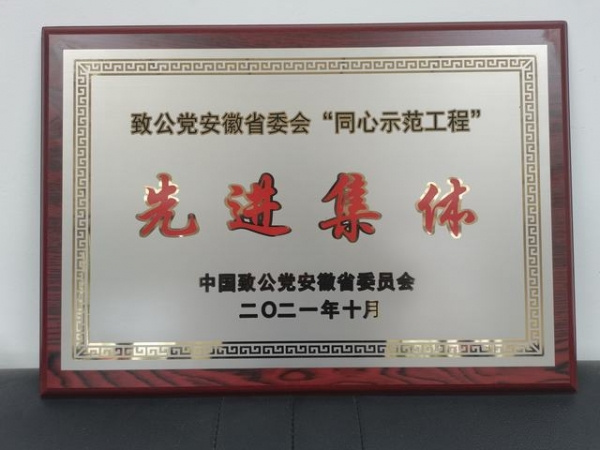 致公党安徽省委会“同心示范工程”
先进集体
中国致公党安徽省委员会
二〇二一年十月